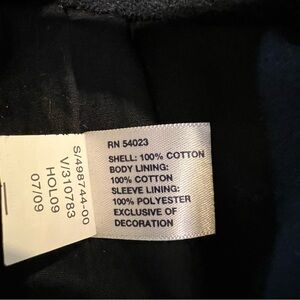 S/498744-00
V/310783
HOL09
07/09
RN 54023
SHELL: 100% COTTON
BODY LINING:
100% COTTON
SLEEVE LINING:
100% POLYESTER
EXCLUSIVE OF
DECORATION